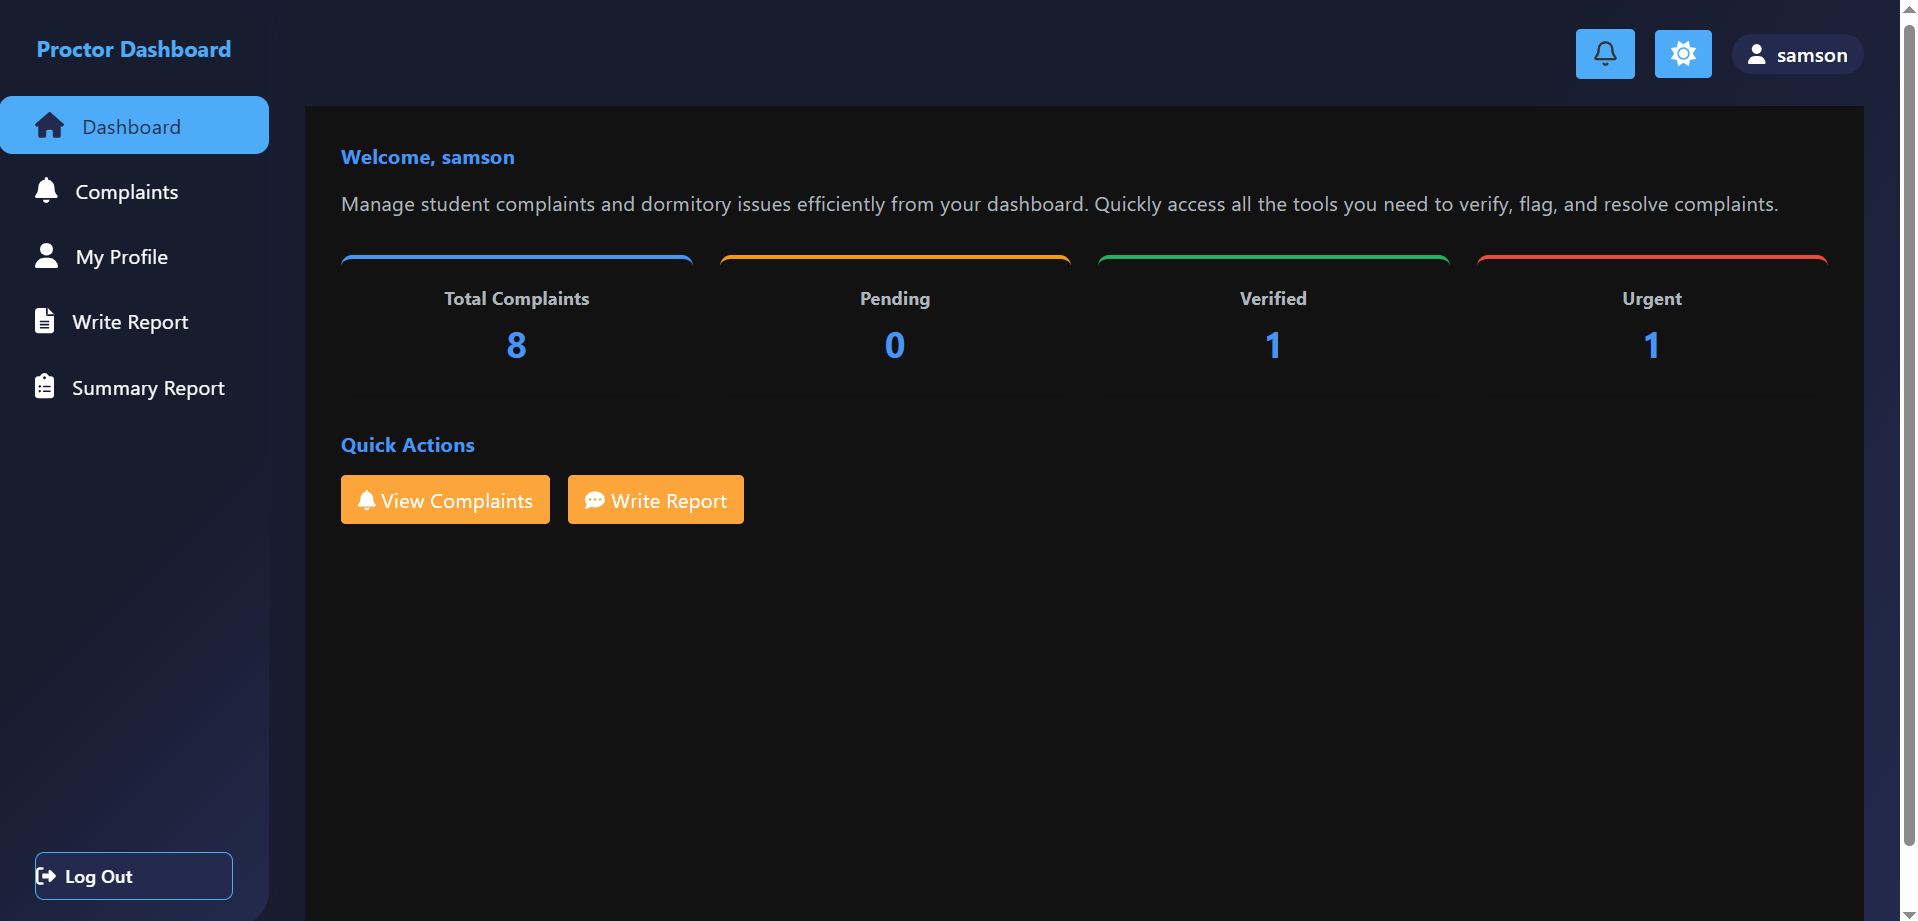 Proctor Dashboard
samson
Dashboard
Complaints
My Profile
Write Report
Summary Report
Log Out
Welcome, samson
Manage student complaints and dormitory issues efficiently from your dashboard. Quickly access all the tools you need to verify, flag, and resolve complaints.
Total Complaints
8
Pending
0
Verified
1
Urgent
1
Quick Actions
View Complaints
Write Report